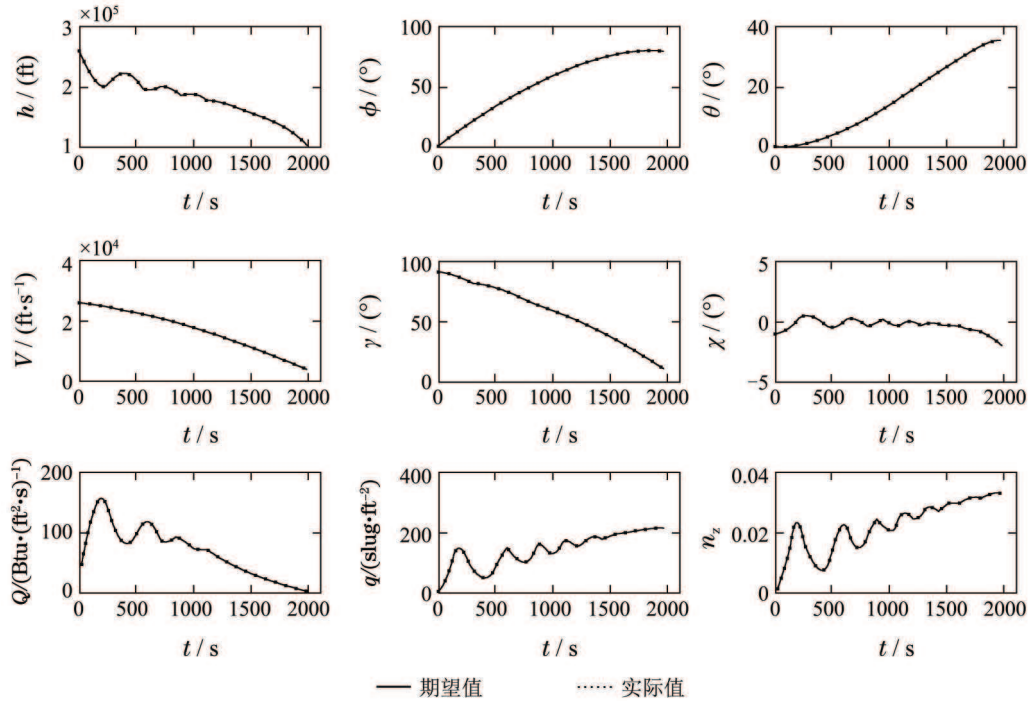 ×10⁵
3
2
1
h / (ft)
0 500 1000 1500 2000
t / s
100
50
0
ϕ / (°)
0 500 1000 1500 2000
t / s
40
20
0
θ / (°)
0 500 1000 1500 2000
t / s
×10⁴
4
2
0
V / (ft·s⁻¹)
0 500 1000 1500 2000
t / s
100
50
0
γ / (°)
0 500 1000 1500 2000
t / s
5
0
−5
χ / (°)
0 500 1000 1500 2000
t / s
200
100
0
Q/(Btu·(ft²·s)⁻¹)
0 500 1000 1500 2000
t / s
400
200
0
q/(slug·ft⁻²)
0 500 1000 1500 2000
t / s
0.04
0.02
0
n_z
0 500 1000 1500 2000
t / s
期望值 实际值